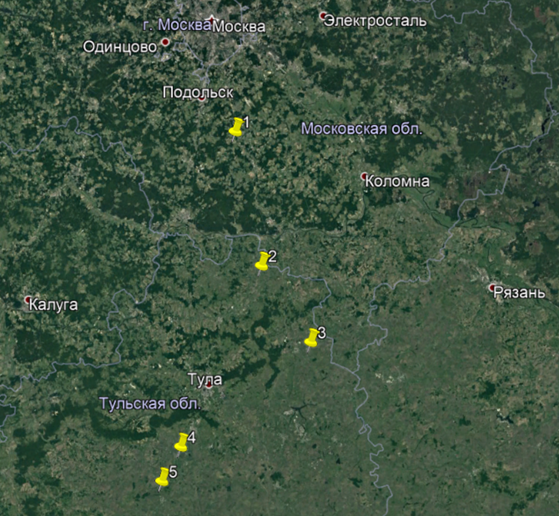 Электросталь
г. Москва Москва
Одинцово
Подольск
1
Московская обл.
Коломна
2
Рязань
Калуга
3
Тула
Тульская обл.
4
5